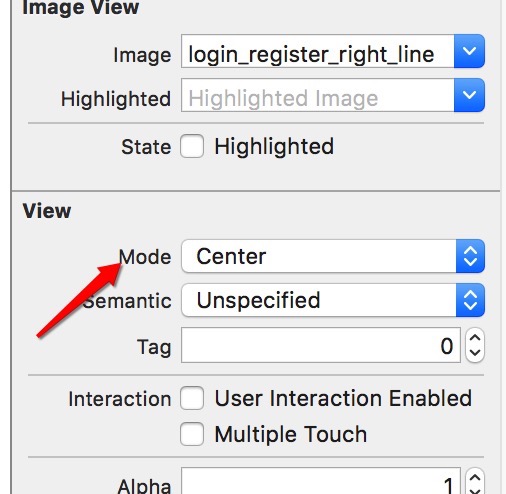 Image View
Image login_register_right_line
Highlighted Highlighted Image
State Highlighted
View
Mode Center
Semantic Unspecified
Tag 0
Interaction User Interaction Enabled
Multiple Touch
Alpha 1